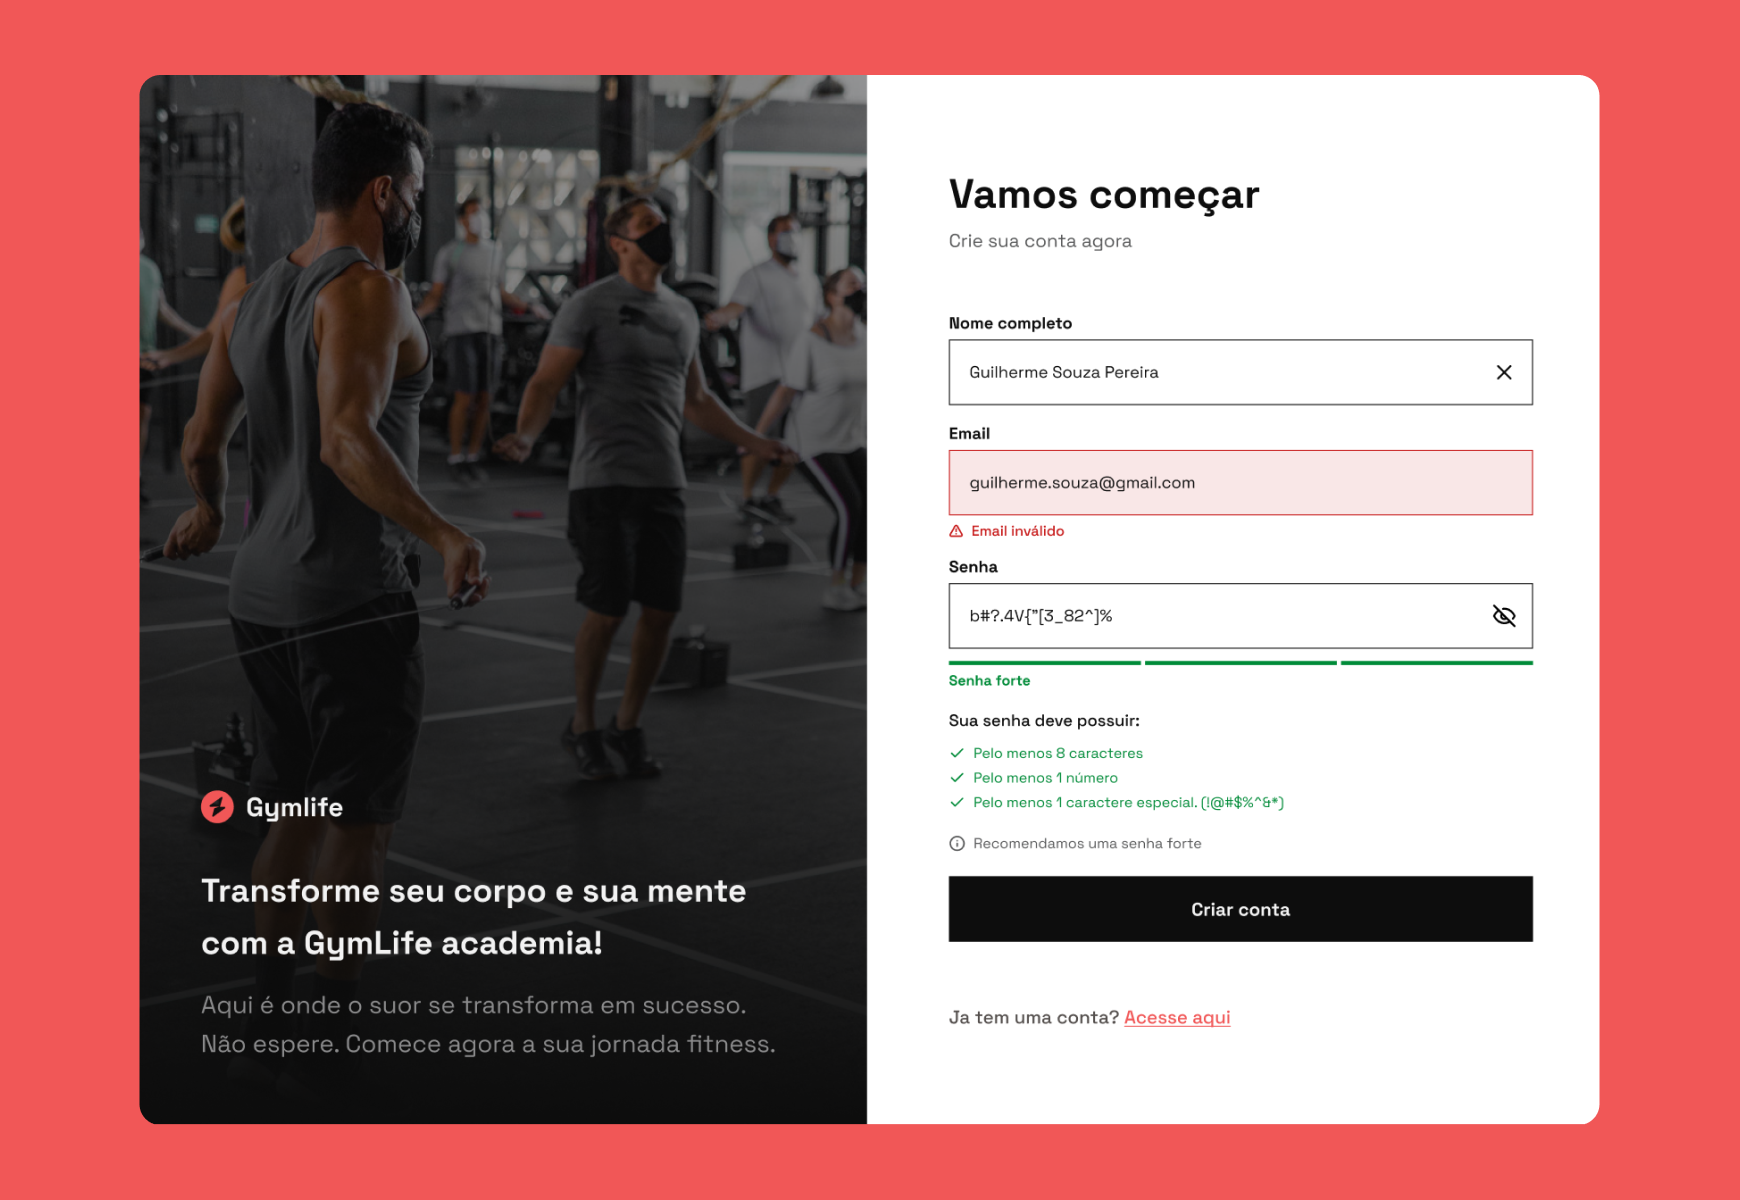 Gymlife
Transforme seu corpo e sua mente
com a GymLife academia!
Aqui é onde o suor se transforma em sucesso.
Não espere. Comece agora a sua jornada fitness.
Vamos começar
Crie sua conta agora
Nome completo
Guilherme Souza Pereira
Email
guilherme.souza@gmail.com
Email inválido
Senha
b#?.4V{"[3_82^]%
Senha forte
Sua senha deve possuir:
Pelo menos 8 caracteres
Pelo menos 1 número
Pelo menos 1 caractere especial. (!@#$%^&*)
Recomendamos uma senha forte
Criar conta
Ja tem uma conta? Acesse aqui